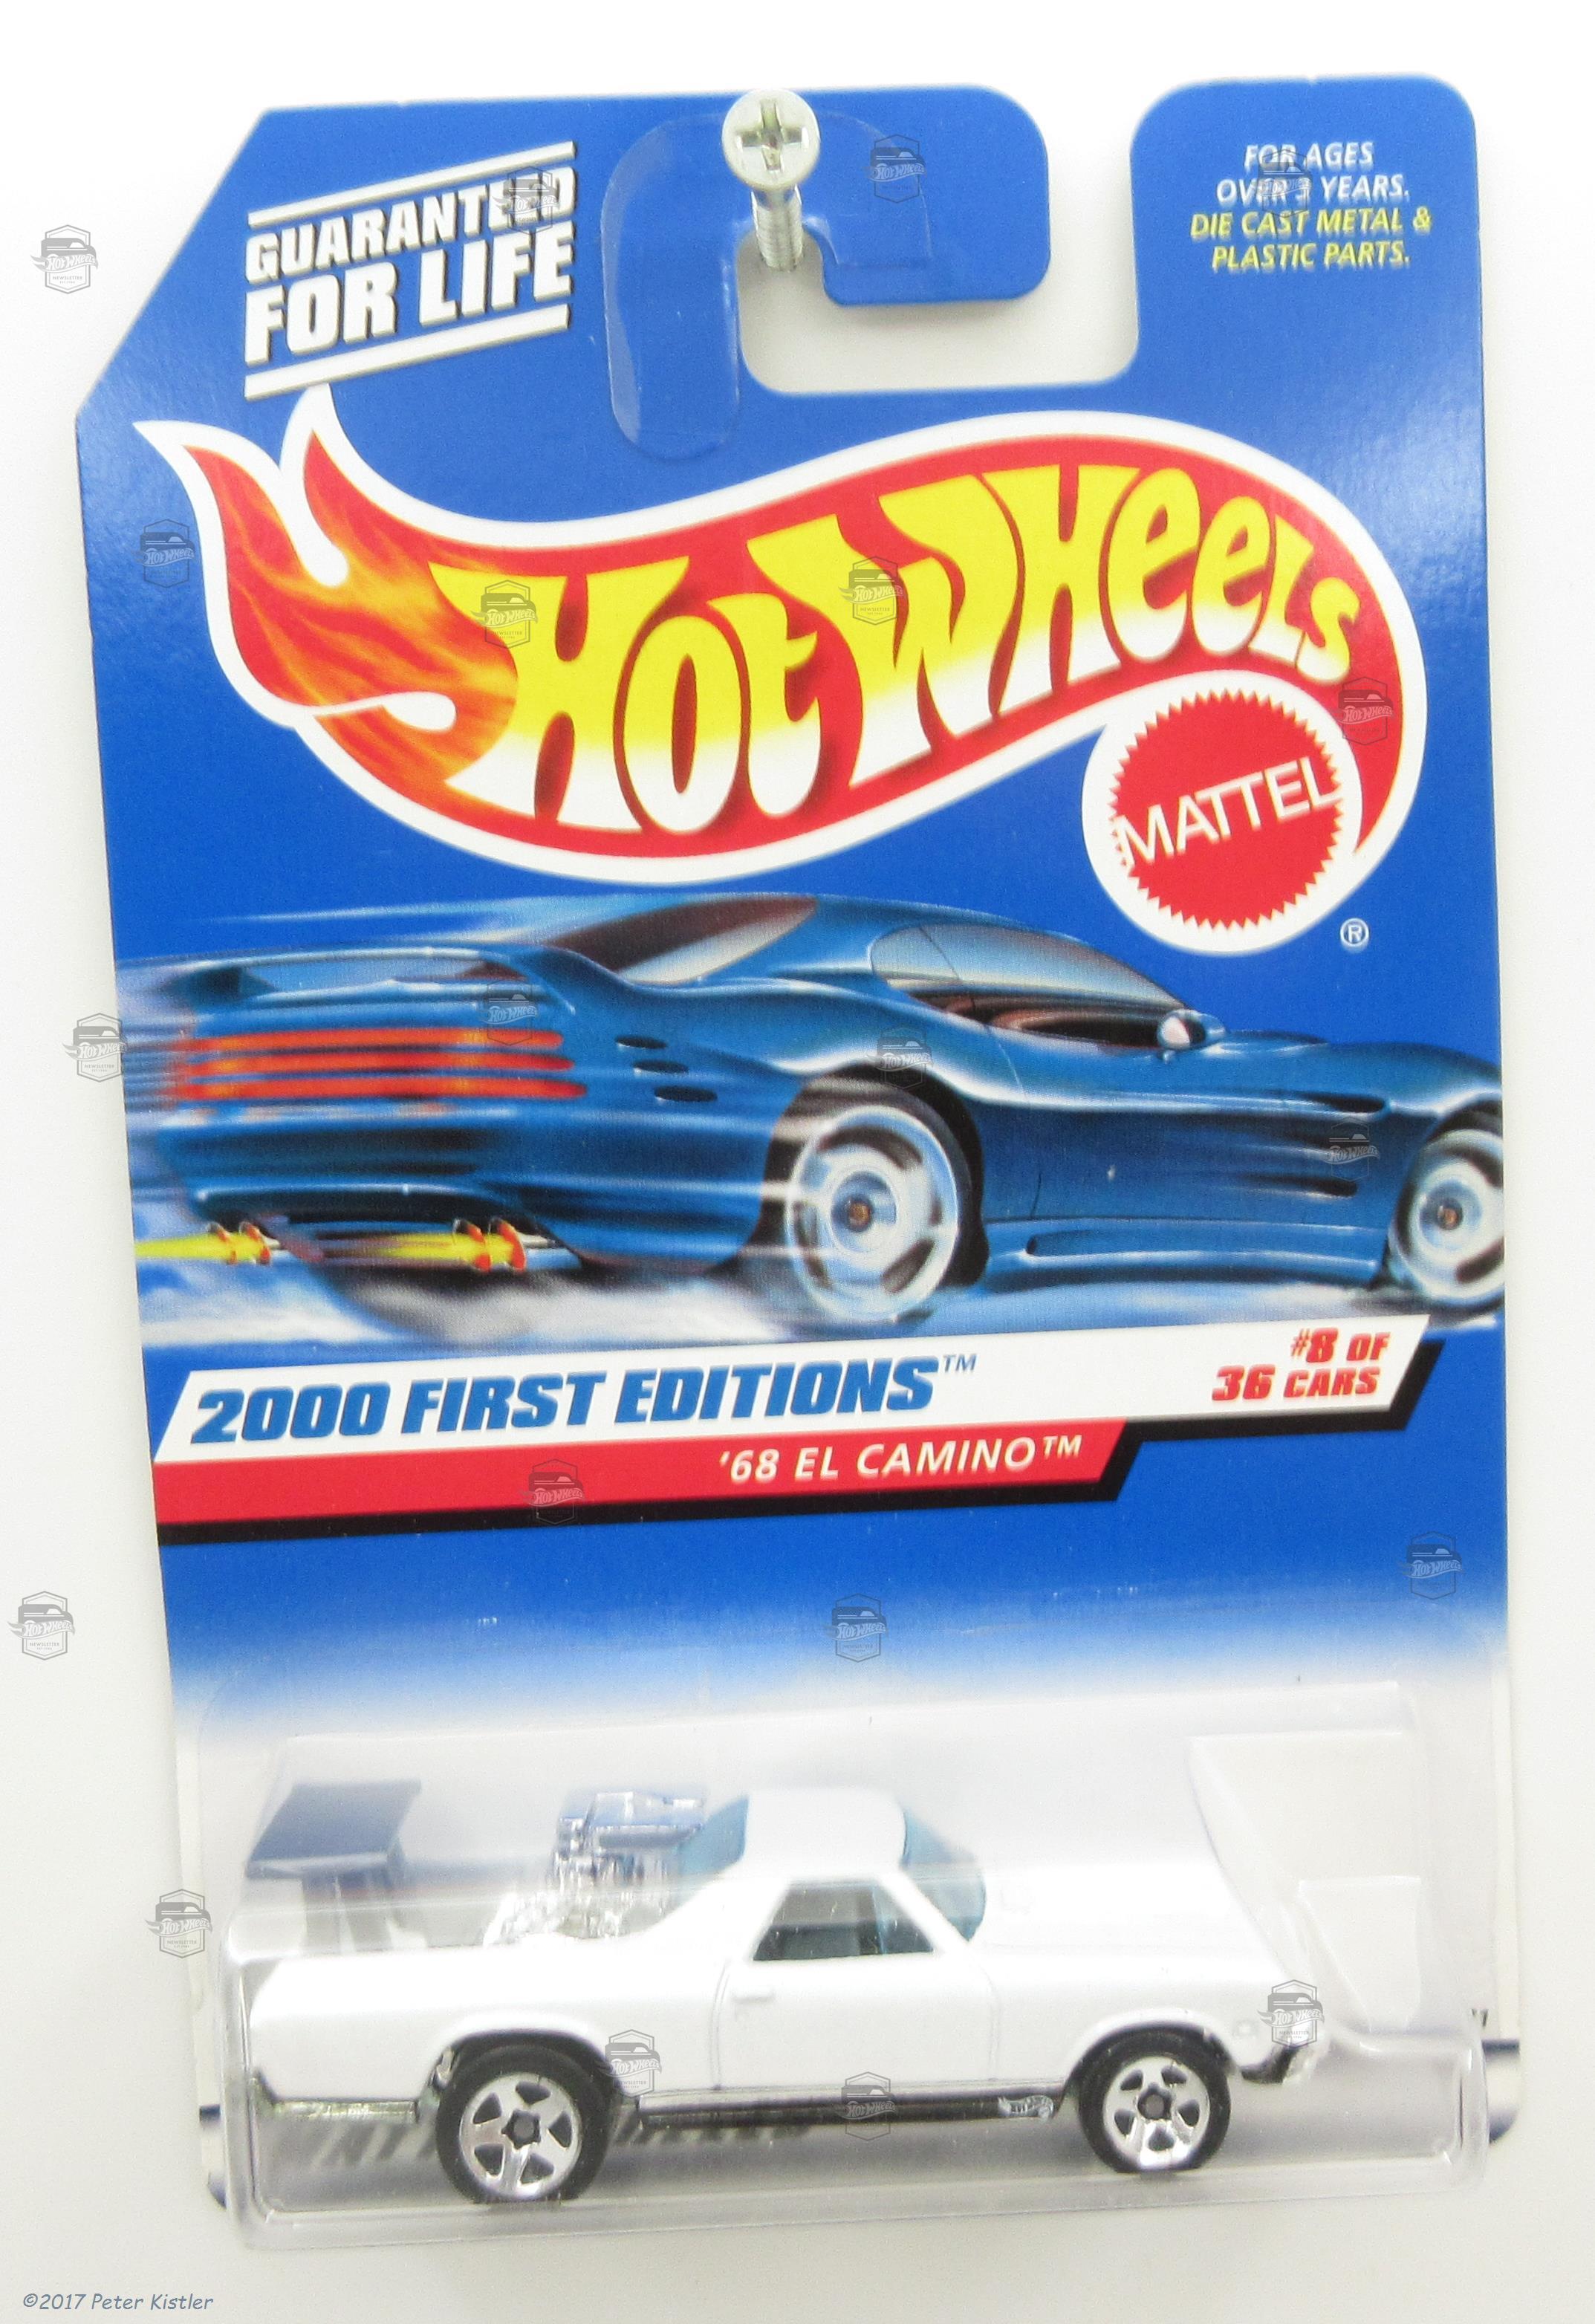 GUARANTEED
FOR LIFE
FOR AGES
OVER 3 YEARS.
DIE CAST METAL &
PLASTIC PARTS.
HOT WHEELS
MATTEL
®
2000 FIRST EDITIONS™
#8 OF
36 CARS
'68 EL CAMINO™
©2017 Peter Kistler